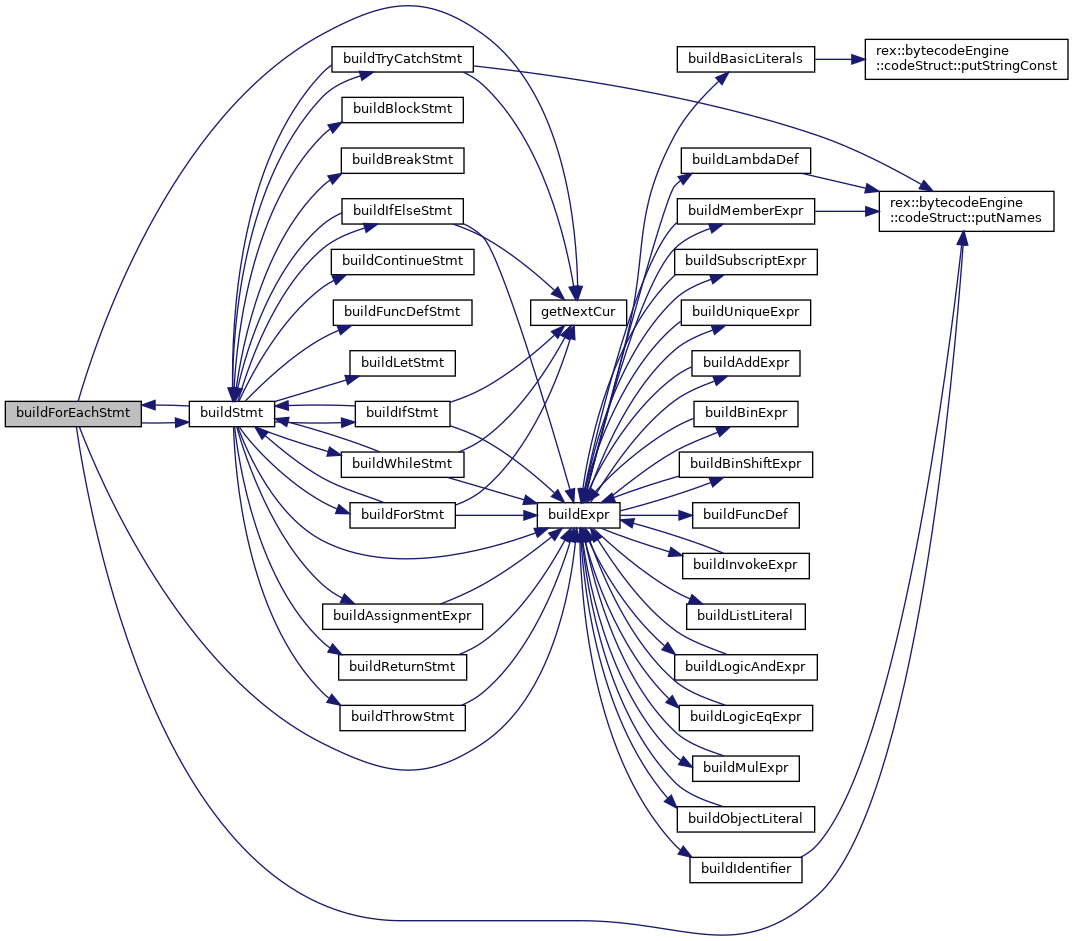 buildTryCatchStmt
buildBlockStmt
buildBreakStmt
buildIfElseStmt
buildContinueStmt
buildFuncDefStmt
buildLetStmt
buildForEachStmt
buildStmt
buildIfStmt
buildWhileStmt
buildForStmt
buildAssignmentExpr
buildReturnStmt
buildThrowStmt
getNextCur
buildExpr
buildBasicLiterals
buildLambdaDef
buildMemberExpr
buildSubscriptExpr
buildUniqueExpr
buildAddExpr
buildBinExpr
buildBinShiftExpr
buildFuncDef
buildInvokeExpr
buildListLiteral
buildLogicAndExpr
buildLogicEqExpr
buildMulExpr
buildObjectLiteral
buildIdentifier
rex::bytecodeEngine
::codeStruct::putStringConst
rex::bytecodeEngine
::codeStruct::putNames